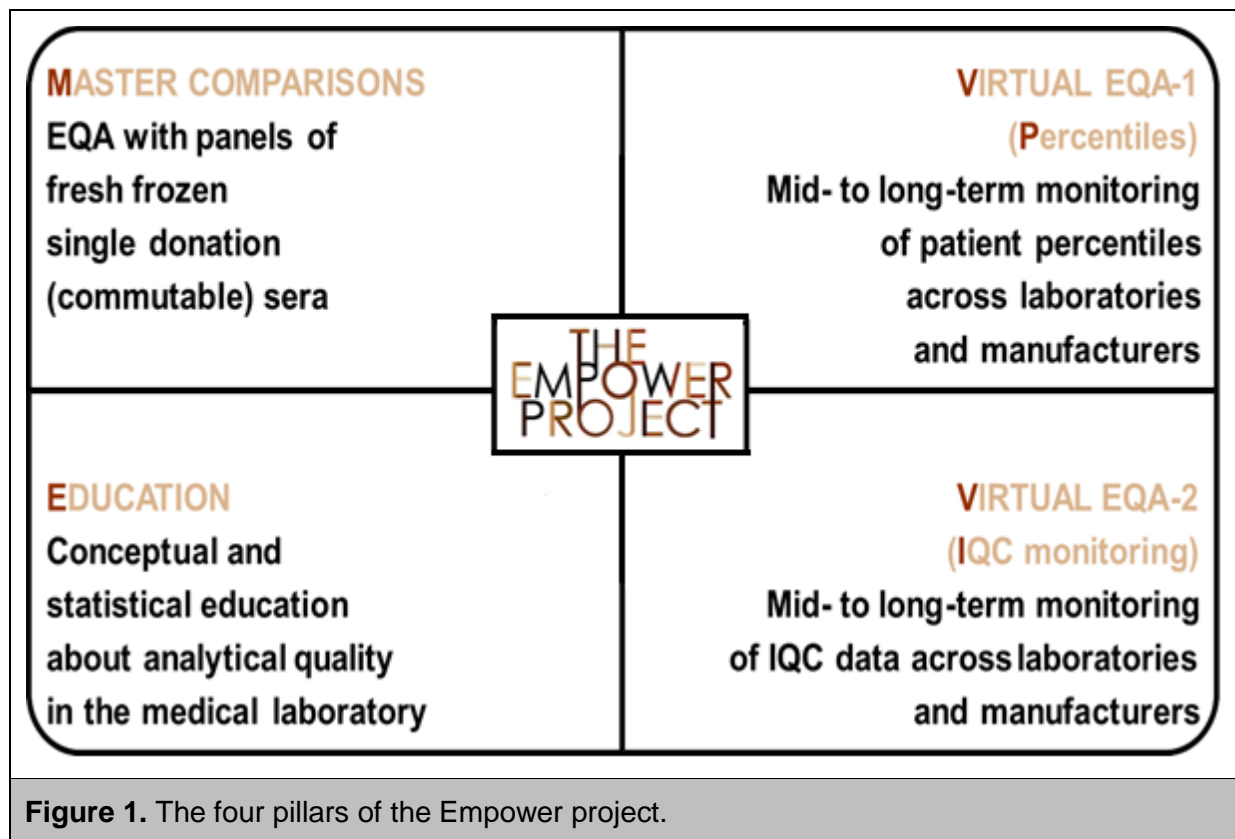 MASTER COMPARISONS
EQA with panels of
fresh frozen
single donation
(commutable) sera
VIRTUAL EQA-1
(Percentiles)
Mid- to long-term monitoring
of patient percentiles
across laboratories
and manufacturers
THE
EMPOWER
PROJECT
EDUCATION
Conceptual and
statistical education
about analytical quality
in the medical laboratory
VIRTUAL EQA-2
(IQC monitoring)
Mid- to long-term monitoring
of IQC data across laboratories
and manufacturers
Figure 1. The four pillars of the Empower project.